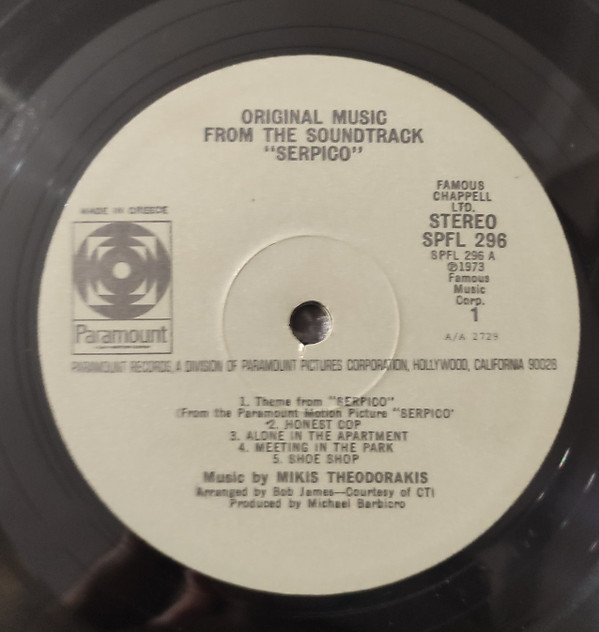 ORIGINAL MUSIC
FROM THE SOUNDTRACK
"SERPICO"
MADE IN GREECE
Paramount
FAMOUS
CHAPPELL
LTD.
STEREO
SPFL 296
SPFL 296 A
℗1973
Famous
Music
Corp.
1
A/A 2729
PARAMOUNT RECORDS, A DIVISION OF PARAMOUNT PICTURES CORPORATION, HOLLYWOOD, CALIFORNIA 90028
1. Theme from "SERPICO"
(From the Paramount Motion Picture "SERPICO'
2. HONEST COP
3. ALONE IN THE APARTMENT
4. MEETING IN THE PARK
5. SHOE SHOP
Music by MIKIS THEODORAKIS
Arranged by Bob James—Courtesy of CTI
Produced by Michael Barbicro